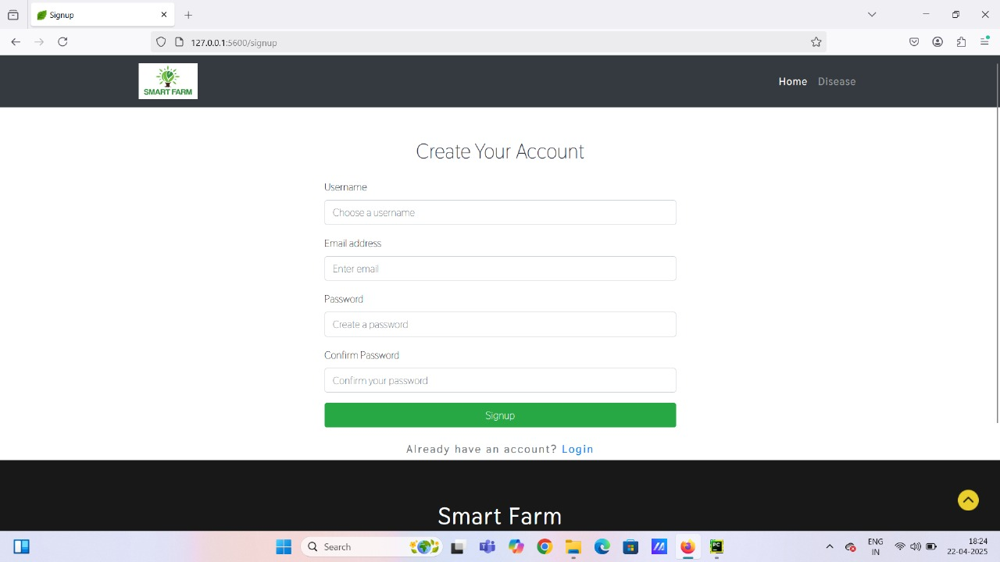 Signup
127.0.0.1:5600/signup
SMART FARM
Home Disease
Create Your Account
Username
Choose a username
Email address
Enter email
Password
Create a password
Confirm Password
Confirm your password
Signup
Already have an account? Login
Smart Farm
Search
PC
ENG
IN
18:24
22-04-2025